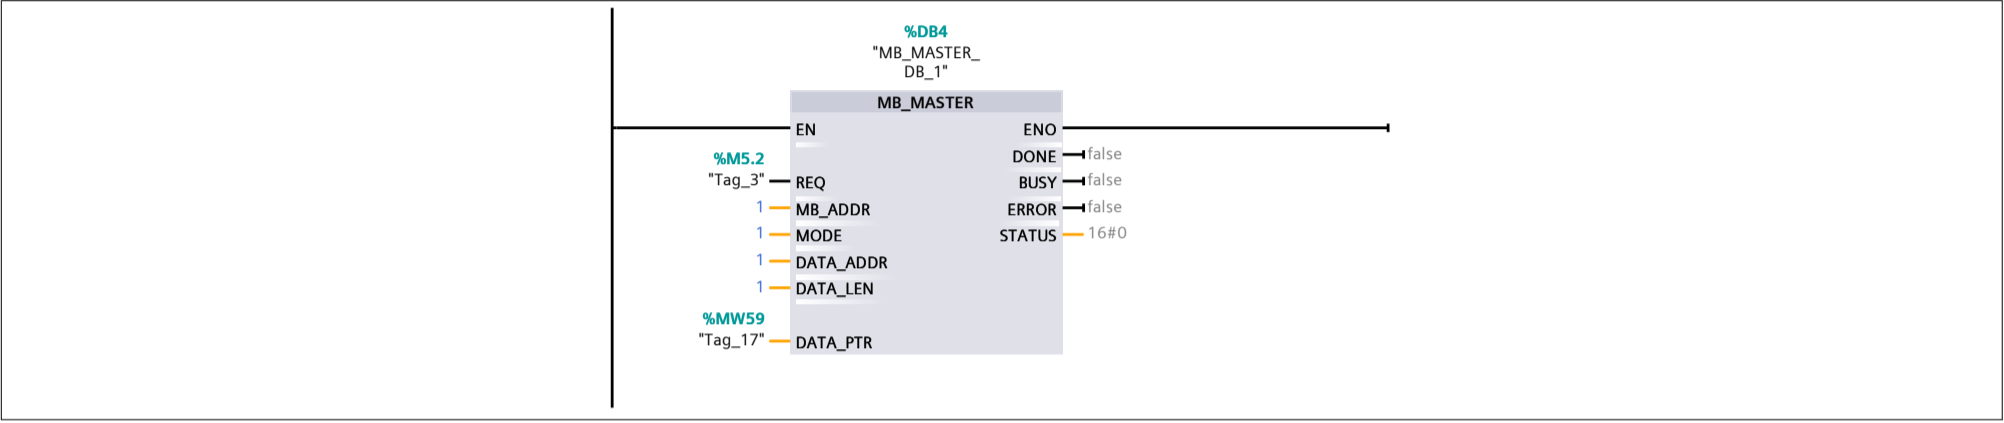 %DB4
"MB_MASTER_
DB_1"
MB_MASTER
EN ENO
DONE false
%M5.2
"Tag_3" REQ BUSY false
1 MB_ADDR ERROR false
1 MODE STATUS 16#0
1 DATA_ADDR
1 DATA_LEN
%MW59
"Tag_17" DATA_PTR